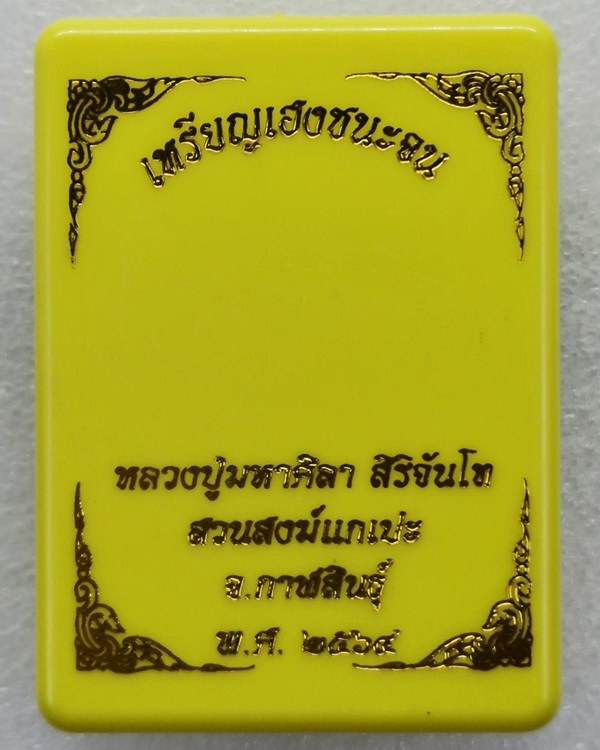 เหรียญเฮงชนะจน
หลวงปู่มหาศิลา สิริจันโท
สวนสงฆ์แกเปะ
จ.กาฬสินธุ์
พ.ศ. ๒๕๖๔